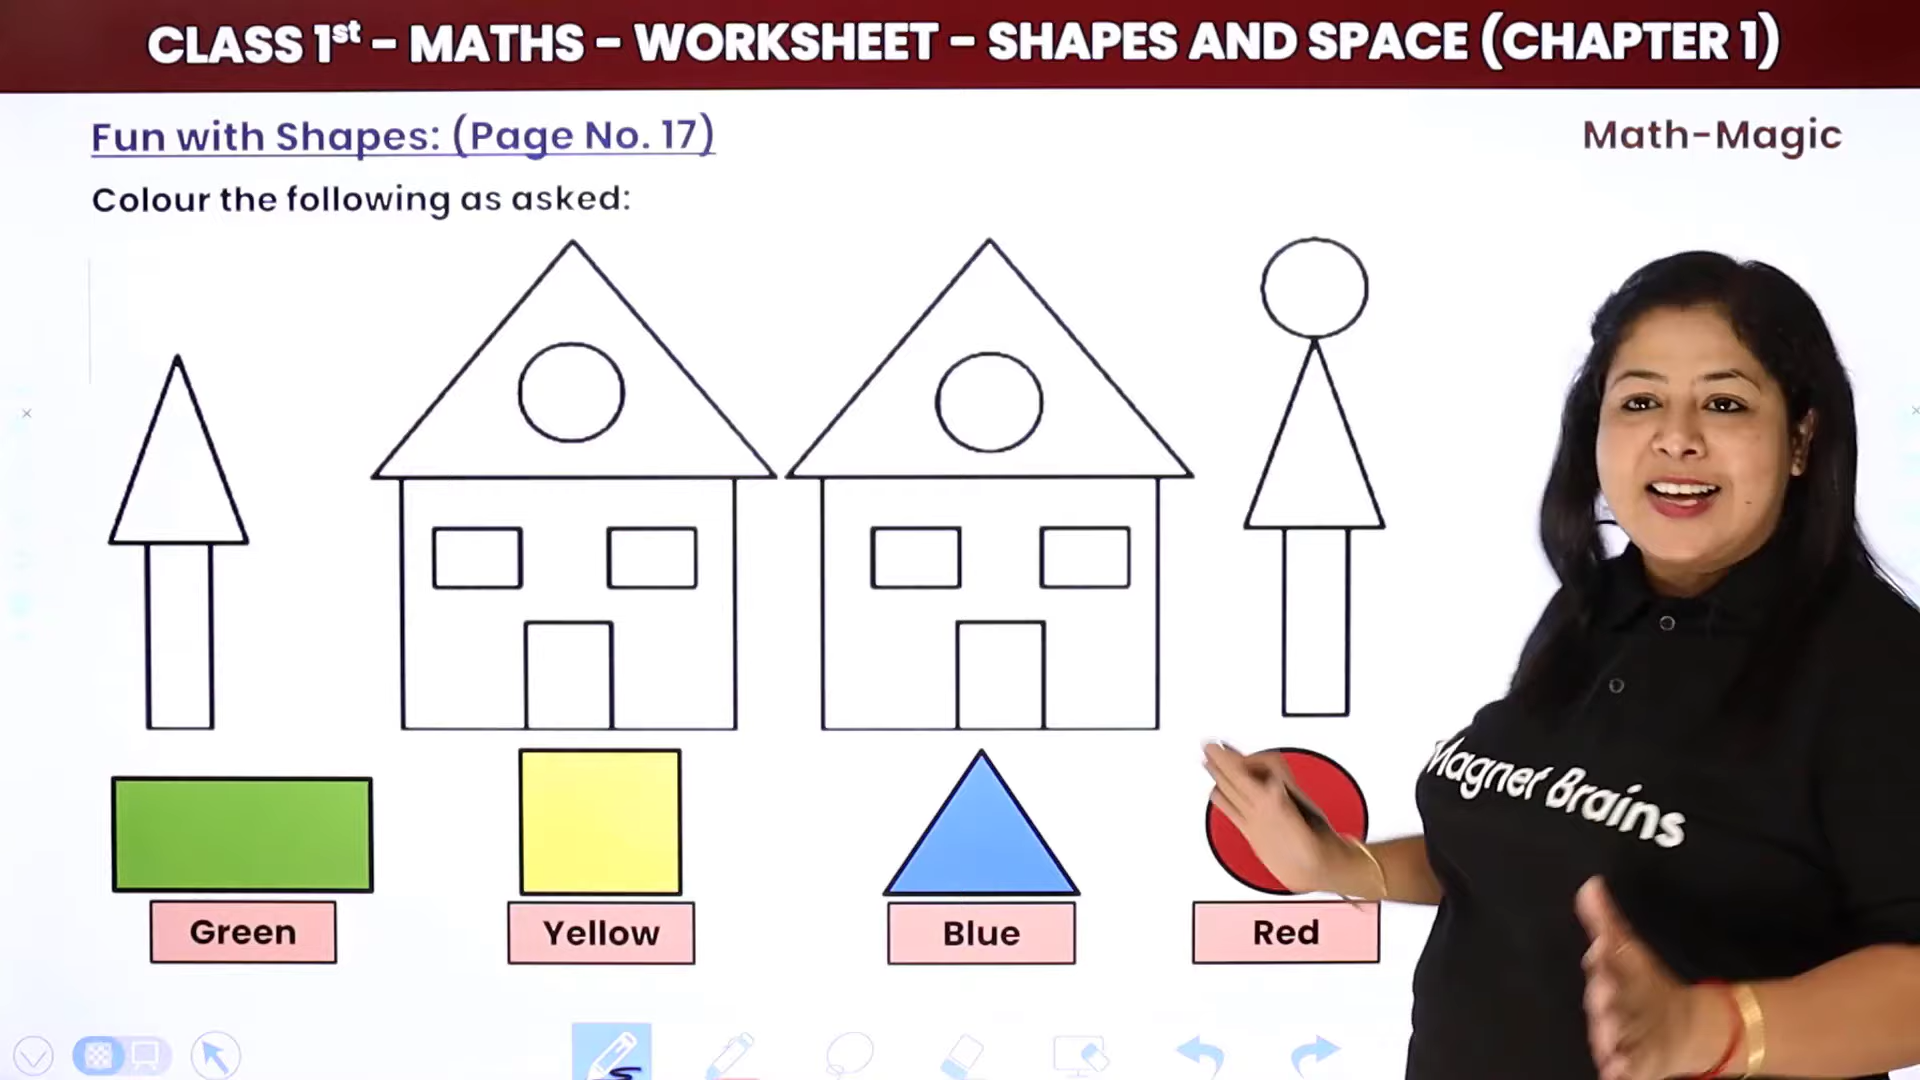 CLASS 1st - MATHS - WORKSHEET - SHAPES AND SPACE (CHAPTER 1)
Fun with Shapes: (Page No. 17)
Math-Magic
Colour the following as asked:
Magnet Brains
Green
Yellow
Blue
Red